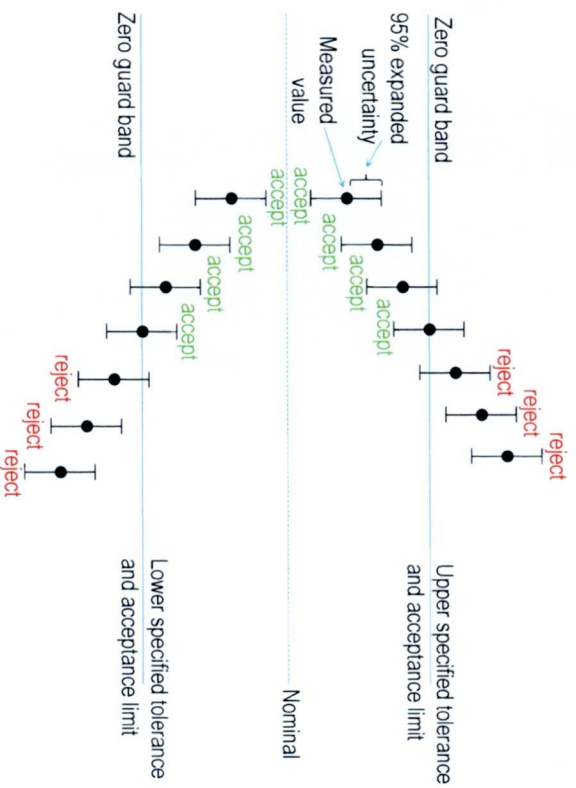 reject
reject
reject
Zero guard band
Upper specified tolerance
and acceptance limit
95% expanded
uncertainty
Measured
value
accept
accept
accept
accept
Nominal
accept
accept
accept
accept
Zero guard band
Lower specified tolerance
and acceptance limit
reject
reject
reject